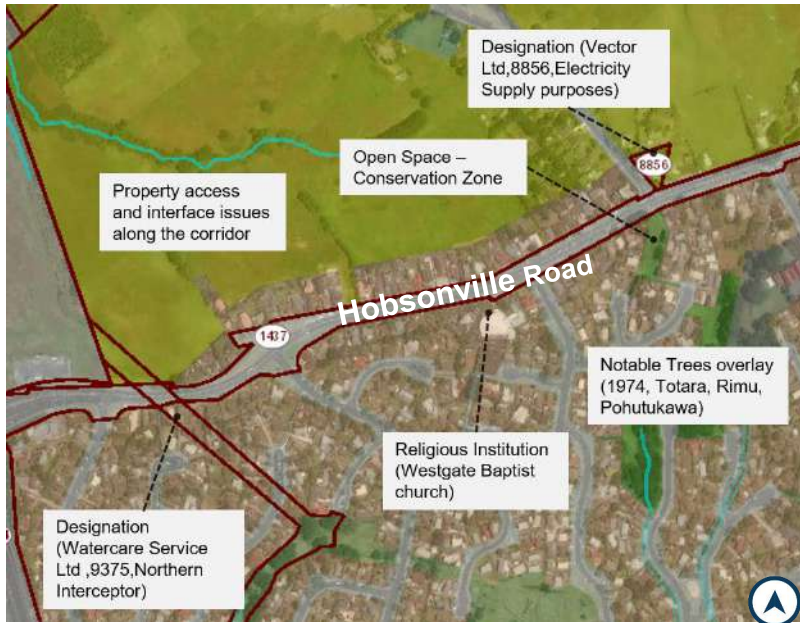 Designation (Vector
Ltd,8856,Electricity
Supply purposes)
8856
Open Space –
Conservation Zone
Property access
and interface issues
along the corridor
Hobsonville Road
1437
Notable Trees overlay
(1974, Totara, Rimu,
Pohutukawa)
Religious Institution
(Westgate Baptist
church)
Designation
(Watercare Service
Ltd ,9375,Northern
Interceptor)